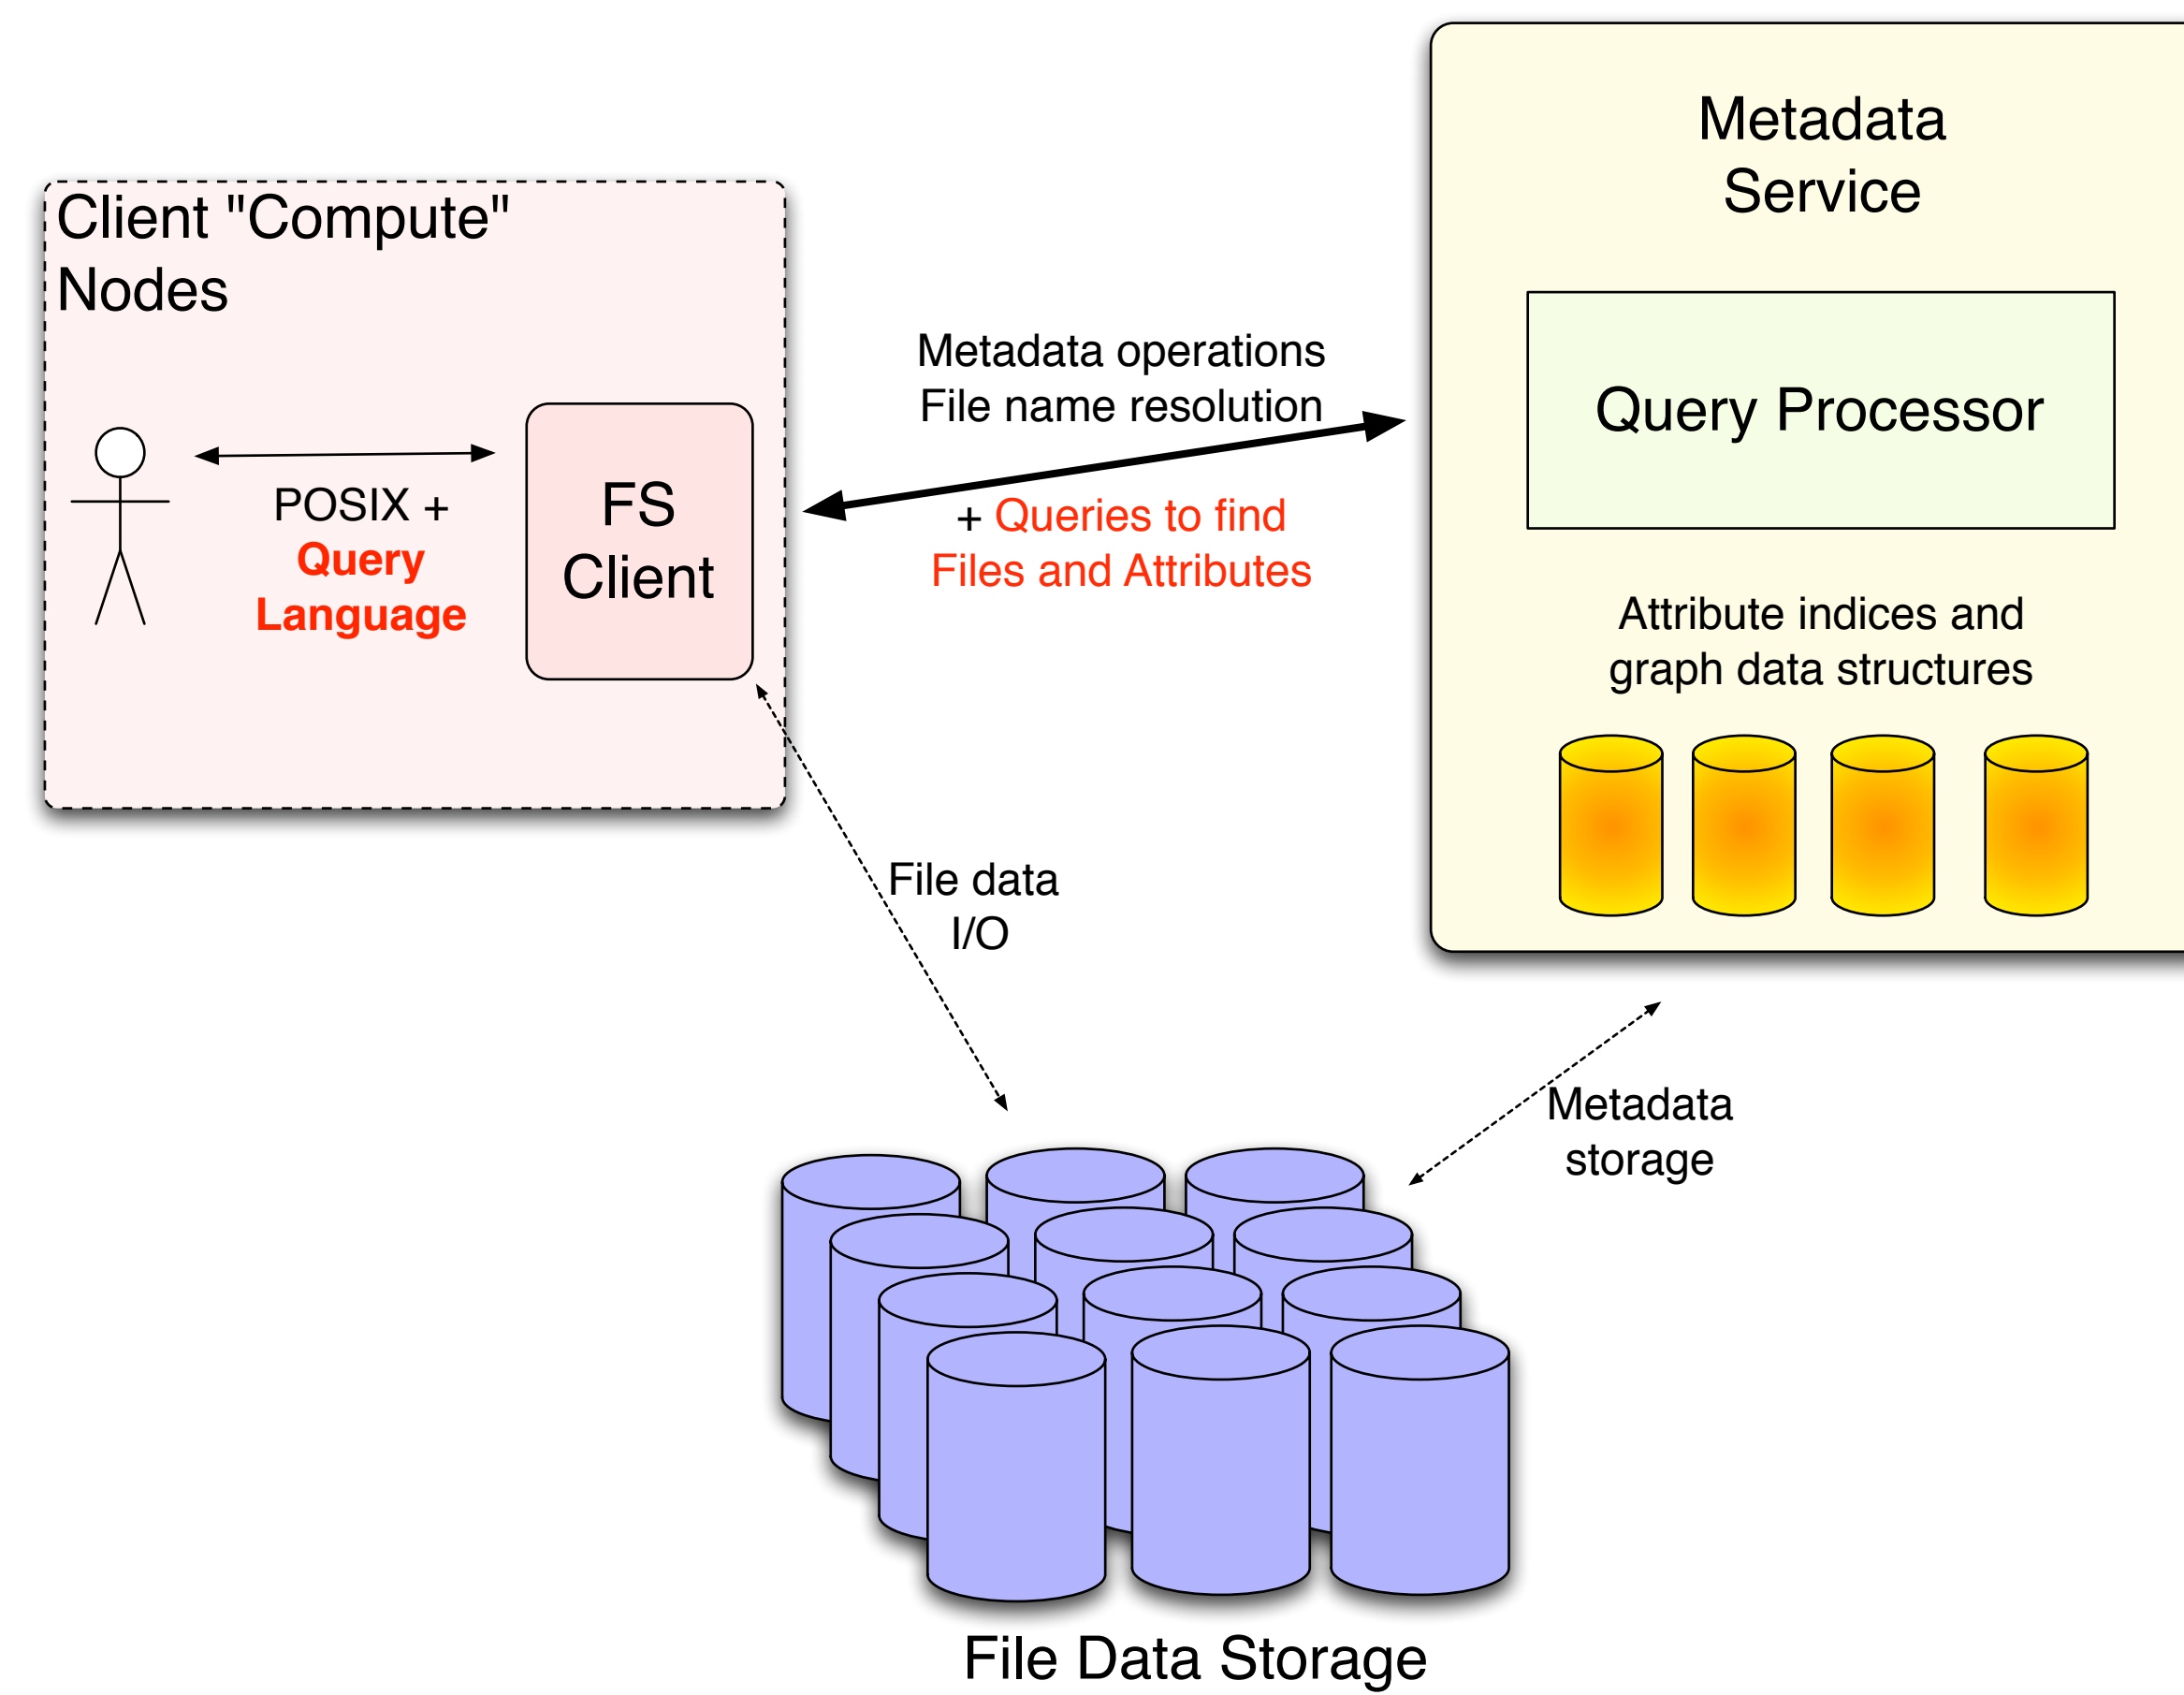 Client "Compute"
Nodes
POSIX +
Query
Language
FS
Client
Metadata operations
File name resolution
+ Queries to find
Files and Attributes
Metadata
Service
Query Processor
Attribute indices and
graph data structures
File data
I/O
Metadata
storage
File Data Storage